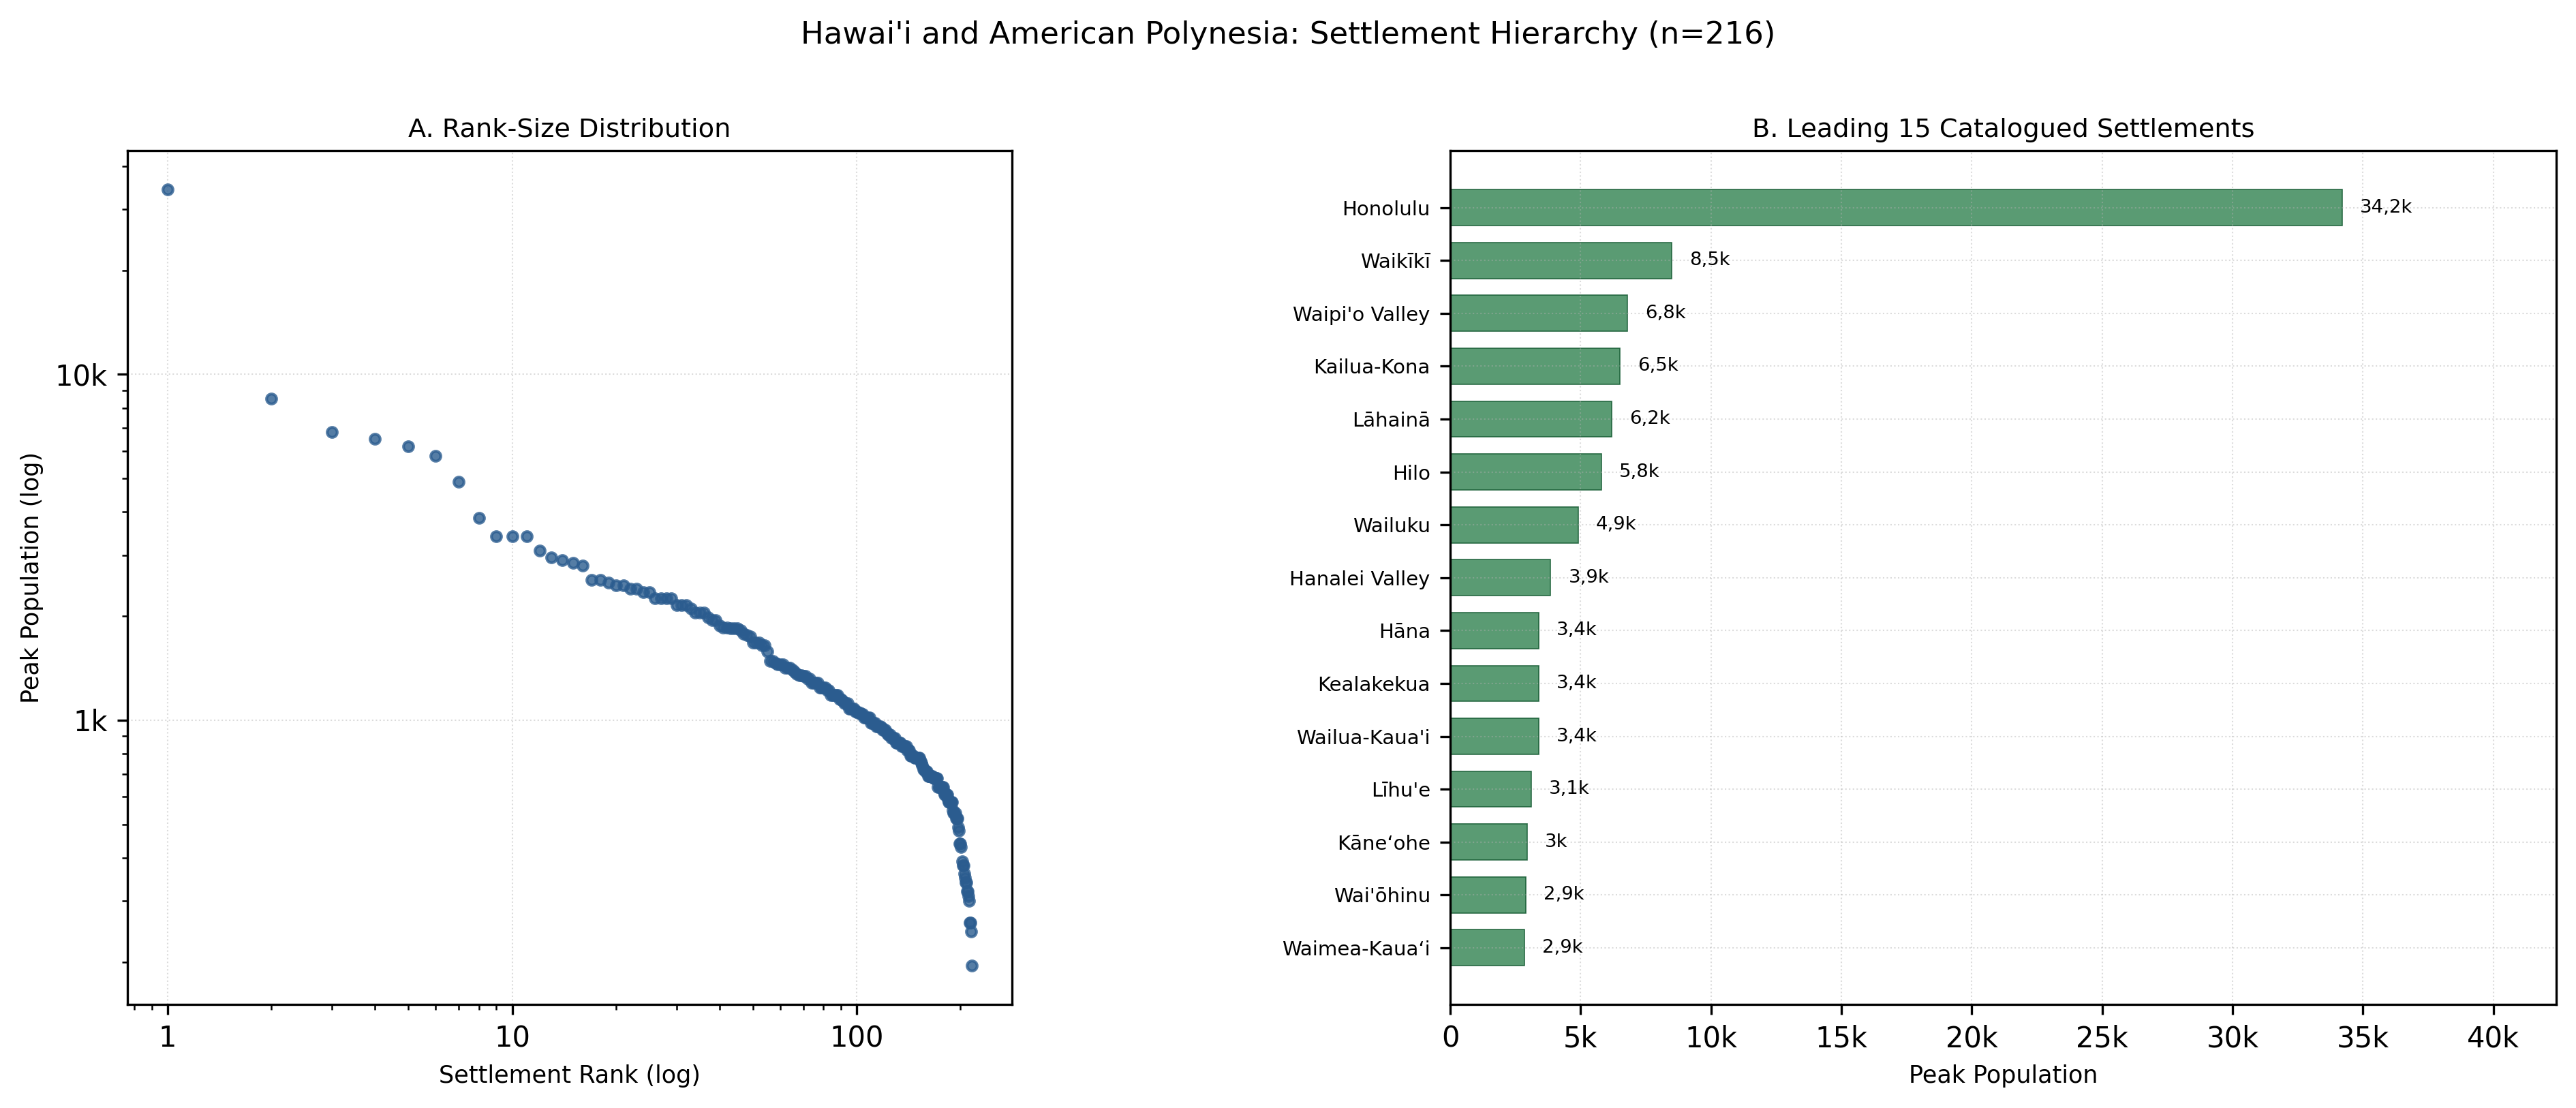 Hawai'i and American Polynesia: Settlement Hierarchy (n=216)
A. Rank-Size Distribution
Peak Population (log)
10k
1k
1
10
100
Settlement Rank (log)
B. Leading 15 Catalogued Settlements
Honolulu 34,2k
Waikīkī 8,5k
Waipi'o Valley 6,8k
Kailua-Kona 6,5k
Lāhainā 6,2k
Hilo 5,8k
Wailuku 4,9k
Hanalei Valley 3,9k
Hāna 3,4k
Kealakekua 3,4k
Wailua-Kaua'i 3,4k
Līhu'e 3,1k
Kāneʻohe 3k
Wai'ōhinu 2,9k
Waimea-Kauaʻi 2,9k
0 5k 10k 15k 20k 25k 30k 35k 40k
Peak Population